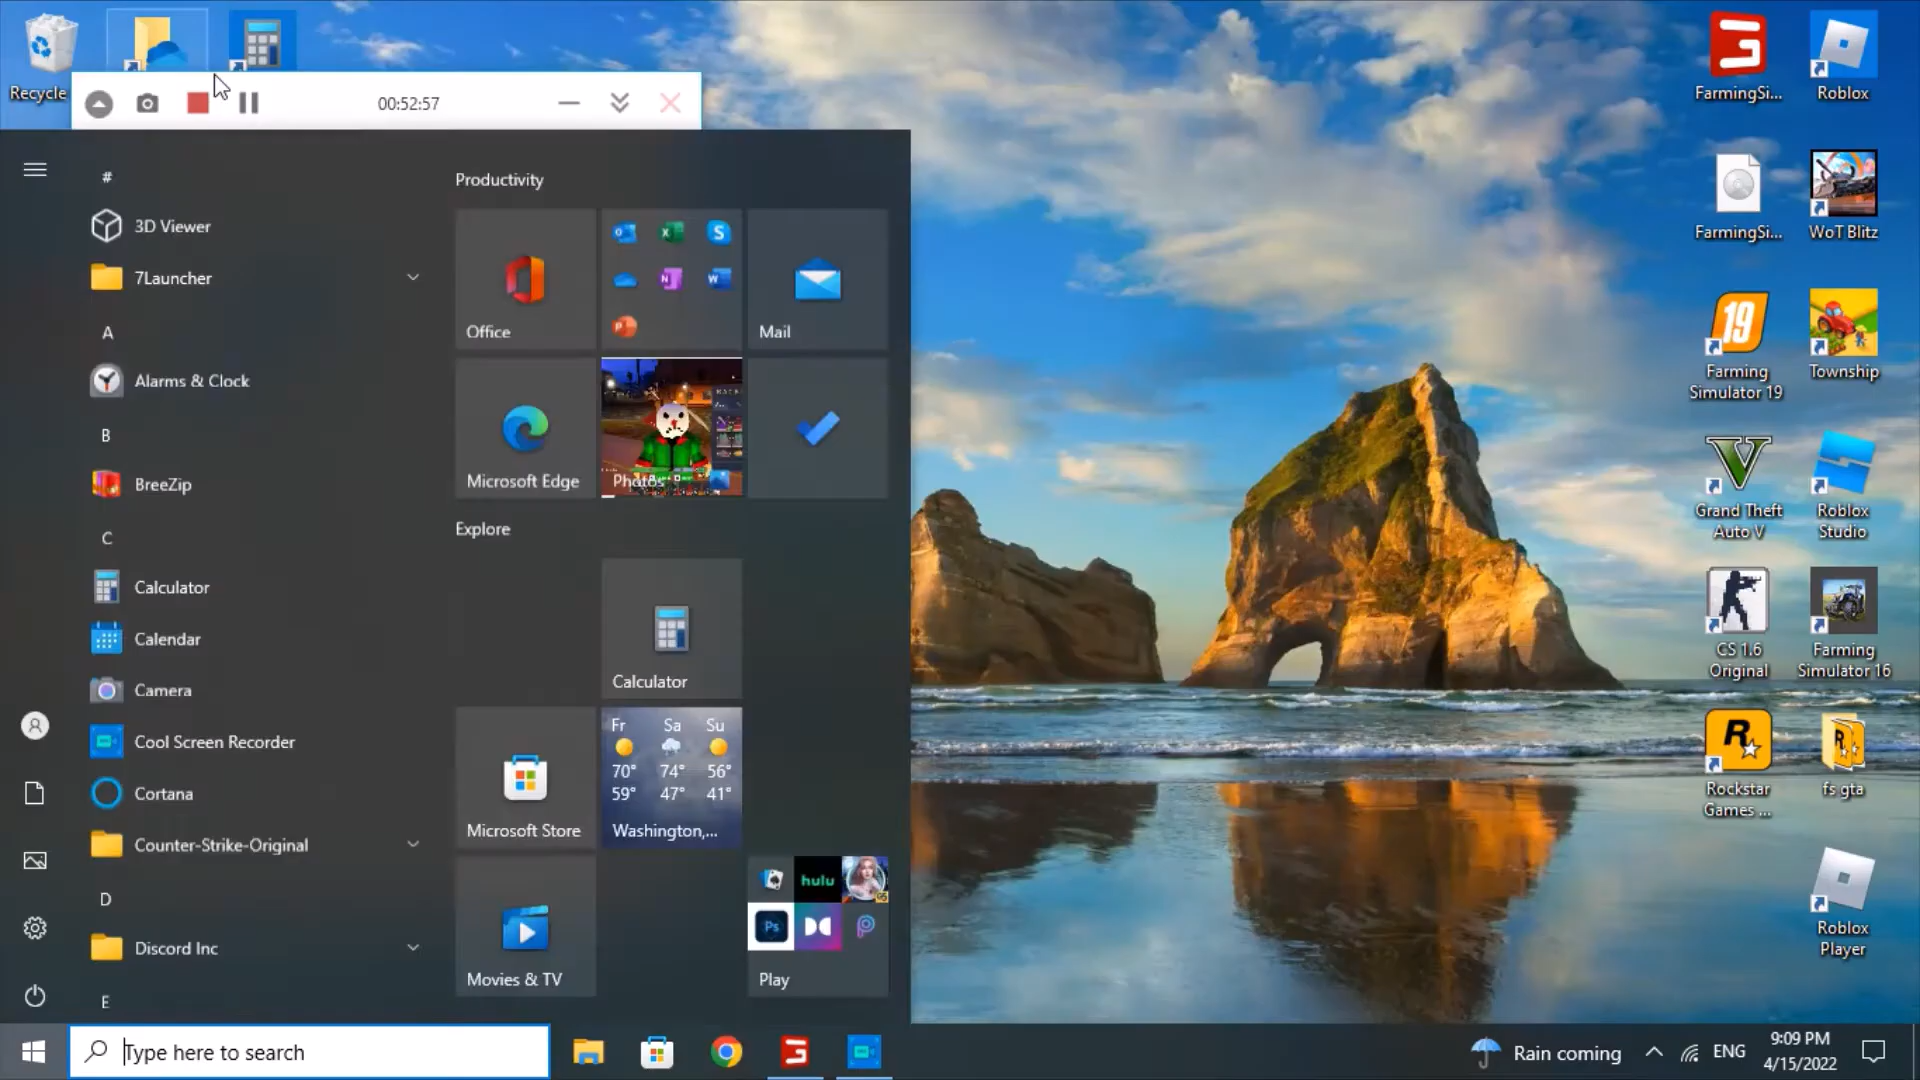 Recycle
00:52:57
#
3D Viewer
7Launcher
A
Alarms & Clock
B
BreeZip
C
Calculator
Calendar
Camera
Cool Screen Recorder
Cortana
Counter-Strike-Original
D
Discord Inc
E
Productivity
Office
Mail
Microsoft Edge
Photos
Explore
Calculator
Microsoft Store
Fr Sa Su
70° 74° 56°
59° 47° 41°
Washington,...
Movies & TV
hulu
Ps
Play
FarmingSi...
Roblox
FarmingSi...
WoT Blitz
19
Farming
Simulator 19
Township
V
Grand Theft
Auto V
Roblox
Studio
CS 1.6
Original
Farming
Simulator 16
R
Rockstar
Games ...
fs gta
Roblox
Player
Type here to search
Rain coming
ENG
9:09 PM
4/15/2022